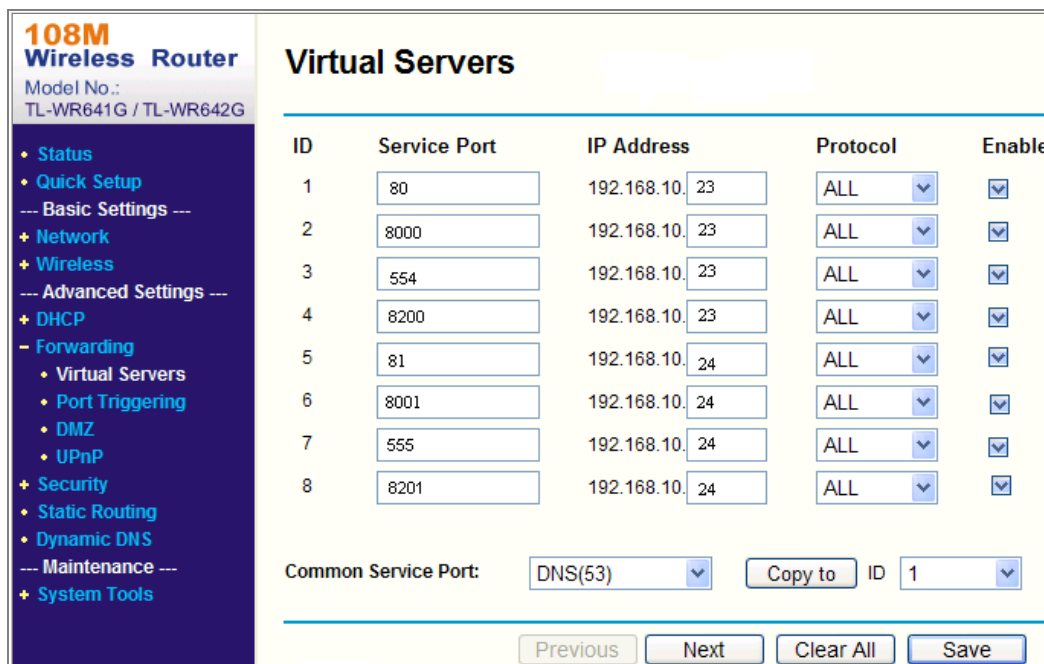 108M
Wireless Router
Model No.:
TL-WR641G / TL-WR642G
Status
Quick Setup
--- Basic Settings ---
Network
Wireless
--- Advanced Settings ---
DHCP
Forwarding
Virtual Servers
Port Triggering
DMZ
UPnP
Security
Static Routing
Dynamic DNS
--- Maintenance ---
System Tools
Virtual Servers
ID Service Port IP Address Protocol Enable
1 80 192.168.10. 23 ALL
2 8000 192.168.10. 23 ALL
3 554 192.168.10. 23 ALL
4 8200 192.168.10. 23 ALL
5 81 192.168.10. 24 ALL
6 8001 192.168.10. 24 ALL
7 555 192.168.10. 24 ALL
8 8201 192.168.10. 24 ALL
Common Service Port: DNS(53) Copy to ID 1
Previous Next Clear All Save